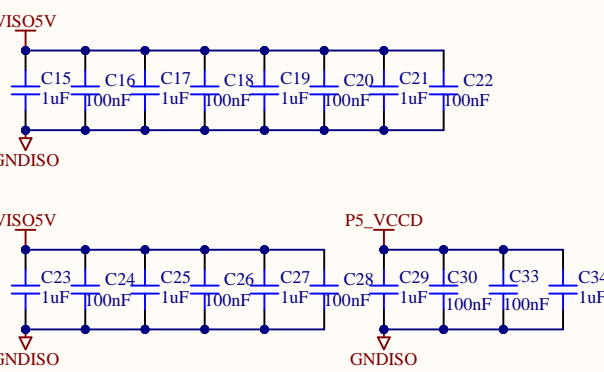 VISO5V
C15 C16 C17 C18 C19 C20 C21 C22
1uF 100nF 1uF 100nF 1uF 100nF 1uF 100nF
GNDISO
VISO5V P5_VCCD
C23 C24 C25 C26 C27 C28 C29 C30 C33 C34
1uF 100nF 1uF 100nF 1uF 100nF 1uF 100nF 100nF 1uF
GNDISO GNDISO